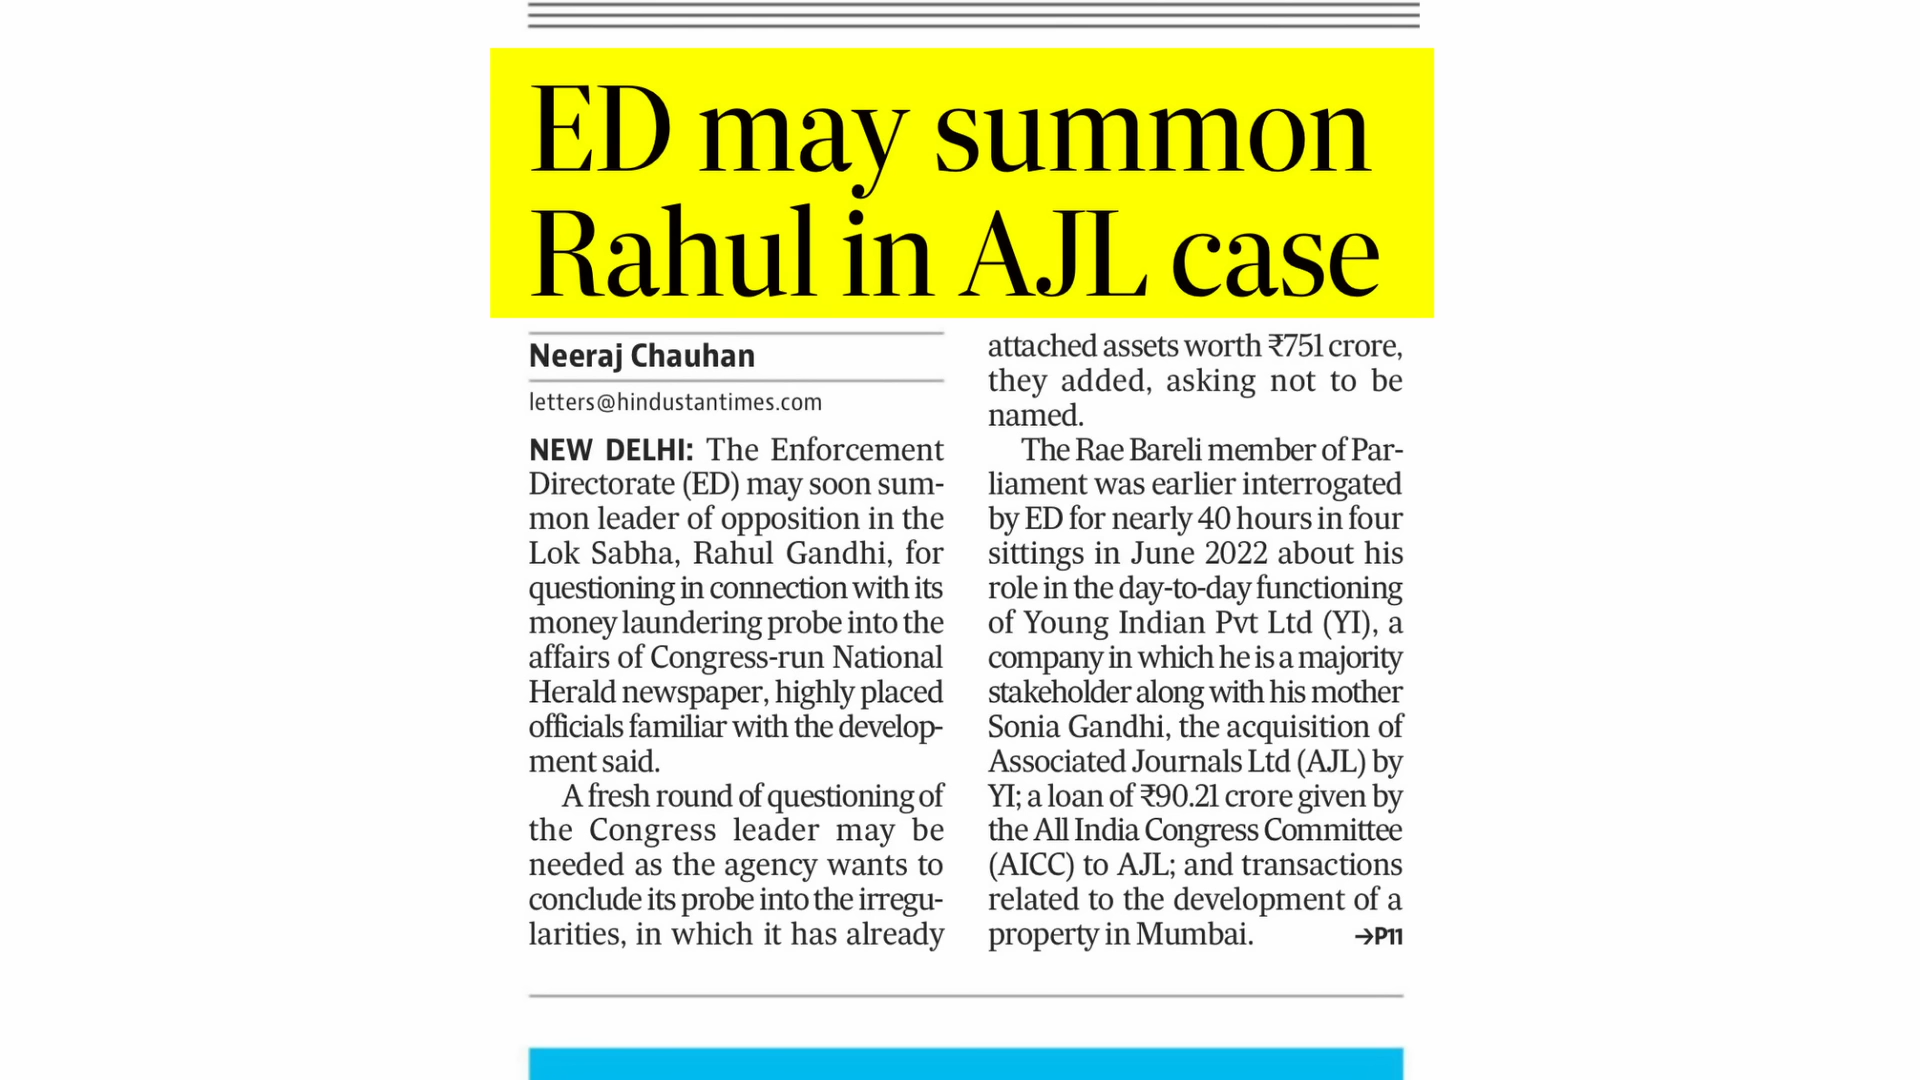 ED may summon
Rahul in AJL case
Neeraj Chauhan
letters@hindustantimes.com
NEW DELHI: The Enforcement
Directorate (ED) may soon sum-
mon leader of opposition in the
Lok Sabha, Rahul Gandhi, for
questioning in connection with its
money laundering probe into the
affairs of Congress-run National
Herald newspaper, highly placed
officials familiar with the develop-
ment said.
A fresh round of questioning of
the Congress leader may be
needed as the agency wants to
conclude its probe into the irregu-
larities, in which it has already
attached assets worth ₹751 crore,
they added, asking not to be
named.
The Rae Bareli member of Par-
liament was earlier interrogated
by ED for nearly 40 hours in four
sittings in June 2022 about his
role in the day-to-day functioning
of Young Indian Pvt Ltd (YI), a
company in which he is a majority
stakeholder along with his mother
Sonia Gandhi, the acquisition of
Associated Journals Ltd (AJL) by
YI; a loan of ₹90.21 crore given by
the All India Congress Committee
(AICC) to AJL; and transactions
related to the development of a
property in Mumbai. →P11